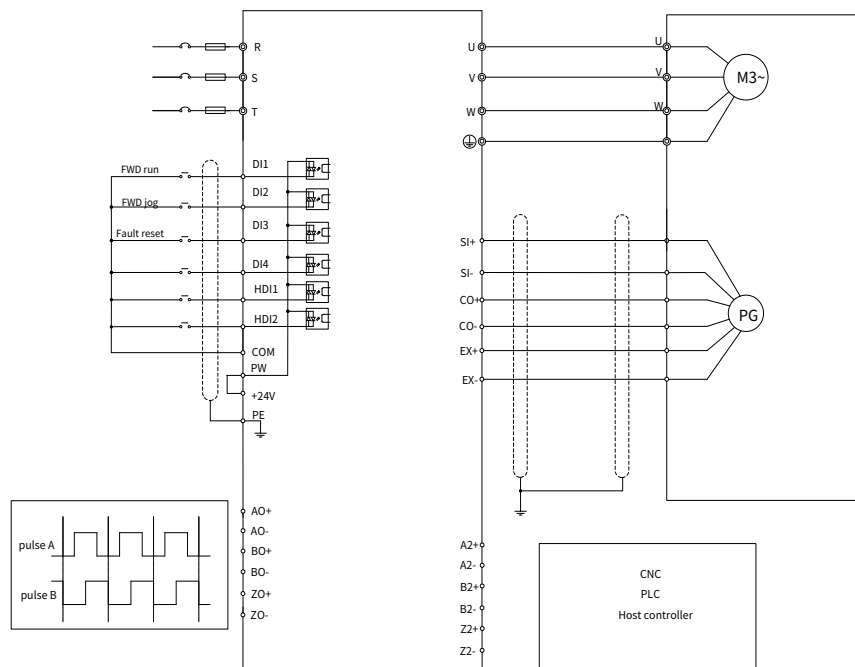 R
S
T
U
V
W
U
V
W
M3~
FWD run
FWD jog
Fault reset
DI1
DI2
DI3
DI4
HDI1
HDI2
COM
PW
+24V
PE
SI+
SI-
CO+
CO-
EX+
EX-
PG
pulse A
pulse B
AO+
AO-
BO+
BO-
ZO+
ZO-
A2+
A2-
B2+
B2-
Z2+
Z2-
CNC
PLC
Host controller